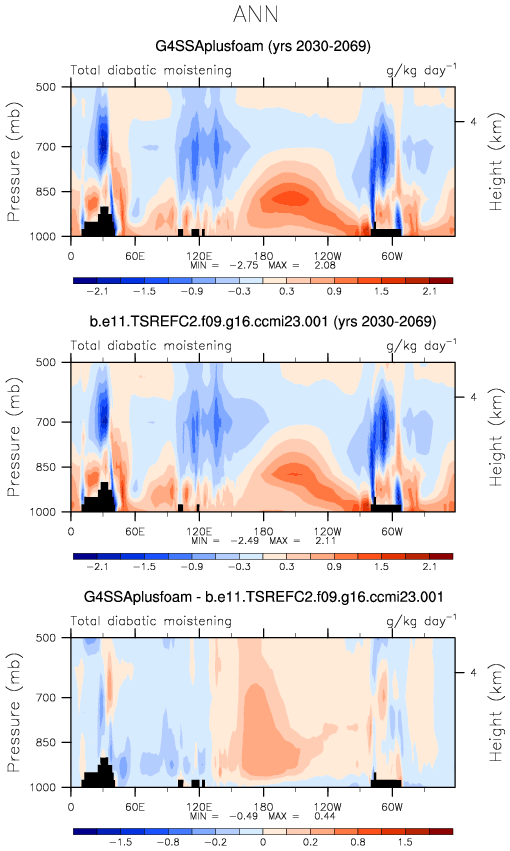 ANN
G4SSAplusfoam (yrs 2030-2069)
Total diabatic moistening g/kg day⁻¹
Pressure (mb)
500
700
850
1000
Height (km)
4
0 60E 120E 180 120W 60W
MIN = -2.75 MAX = 2.08
-2.1 -1.5 -0.9 -0.3 0.3 0.9 1.5 2.1
b.e11.TSREFC2.f09.g16.ccmi23.001 (yrs 2030-2069)
Total diabatic moistening g/kg day⁻¹
Pressure (mb)
500
700
850
1000
Height (km)
4
0 60E 120E 180 120W 60W
MIN = -2.49 MAX = 2.11
-2.1 -1.5 -0.9 -0.3 0.3 0.9 1.5 2.1
G4SSAplusfoam - b.e11.TSREFC2.f09.g16.ccmi23.001
Total diabatic moistening g/kg day⁻¹
Pressure (mb)
500
700
850
1000
Height (km)
4
0 60E 120E 180 120W 60W
MIN = -0.49 MAX = 0.44
-1.5 -0.8 -0.2 0 0.2 0.8 1.5